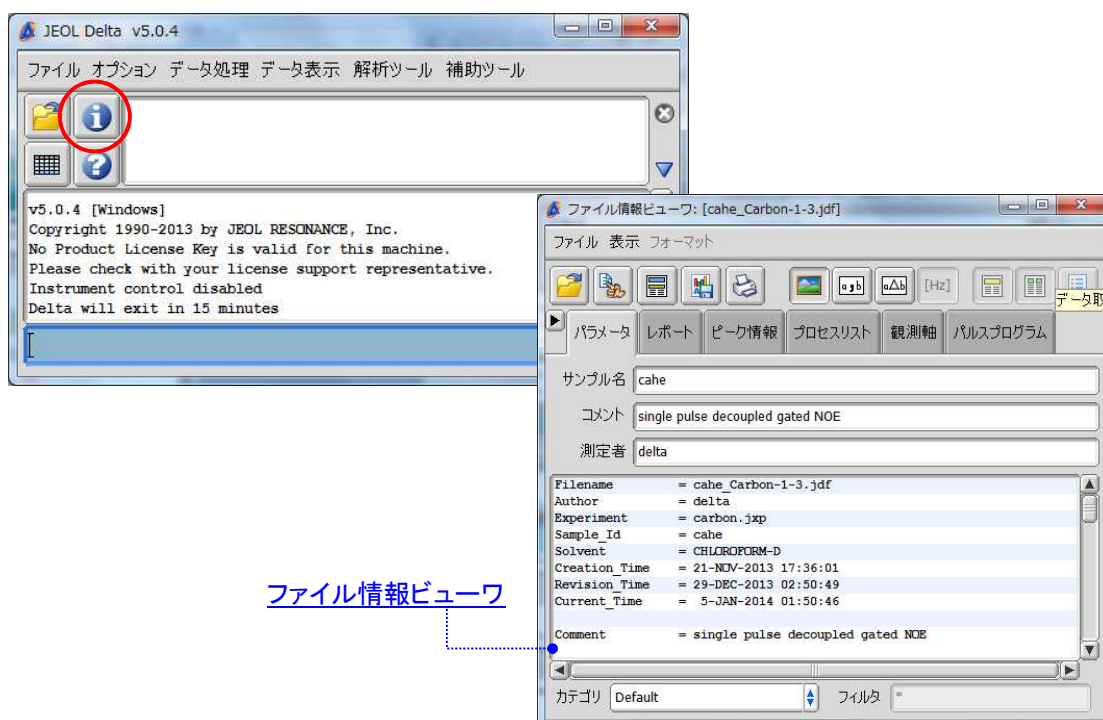 JEOL Delta v5.0.4
ファイル オプション データ処理 データ表示 解析ツール 補助ツール
v5.0.4 [Windows]
Copyright 1990-2013 by JEOL RESONANCE, Inc.
No Product License Key is valid for this machine.
Please check with your license support representative.
Instrument control disabled
Delta will exit in 15 minutes
ファイル情報ビューワ: [cahe_Carbon-1-3.jdf]
ファイル 表示 フォーマット
[Hz]
データ取
パラメータ レポート ピーク情報 プロセスリスト 観測軸 パルスプログラム
サンプル名 cahe
コメント single pulse decoupled gated NOE
測定者 delta
Filename = cahe_Carbon-1-3.jdf
Author = delta
Experiment = carbon.jxp
Sample_Id = cahe
Solvent = CHLOROFORM-D
Creation_Time = 21-NOV-2013 17:36:01
Revision_Time = 29-DEC-2013 02:50:49
Current_Time = 5-JAN-2014 01:50:46
Comment = single pulse decoupled gated NOE
カテゴリ Default フィルタ *
ファイル情報ビューワ